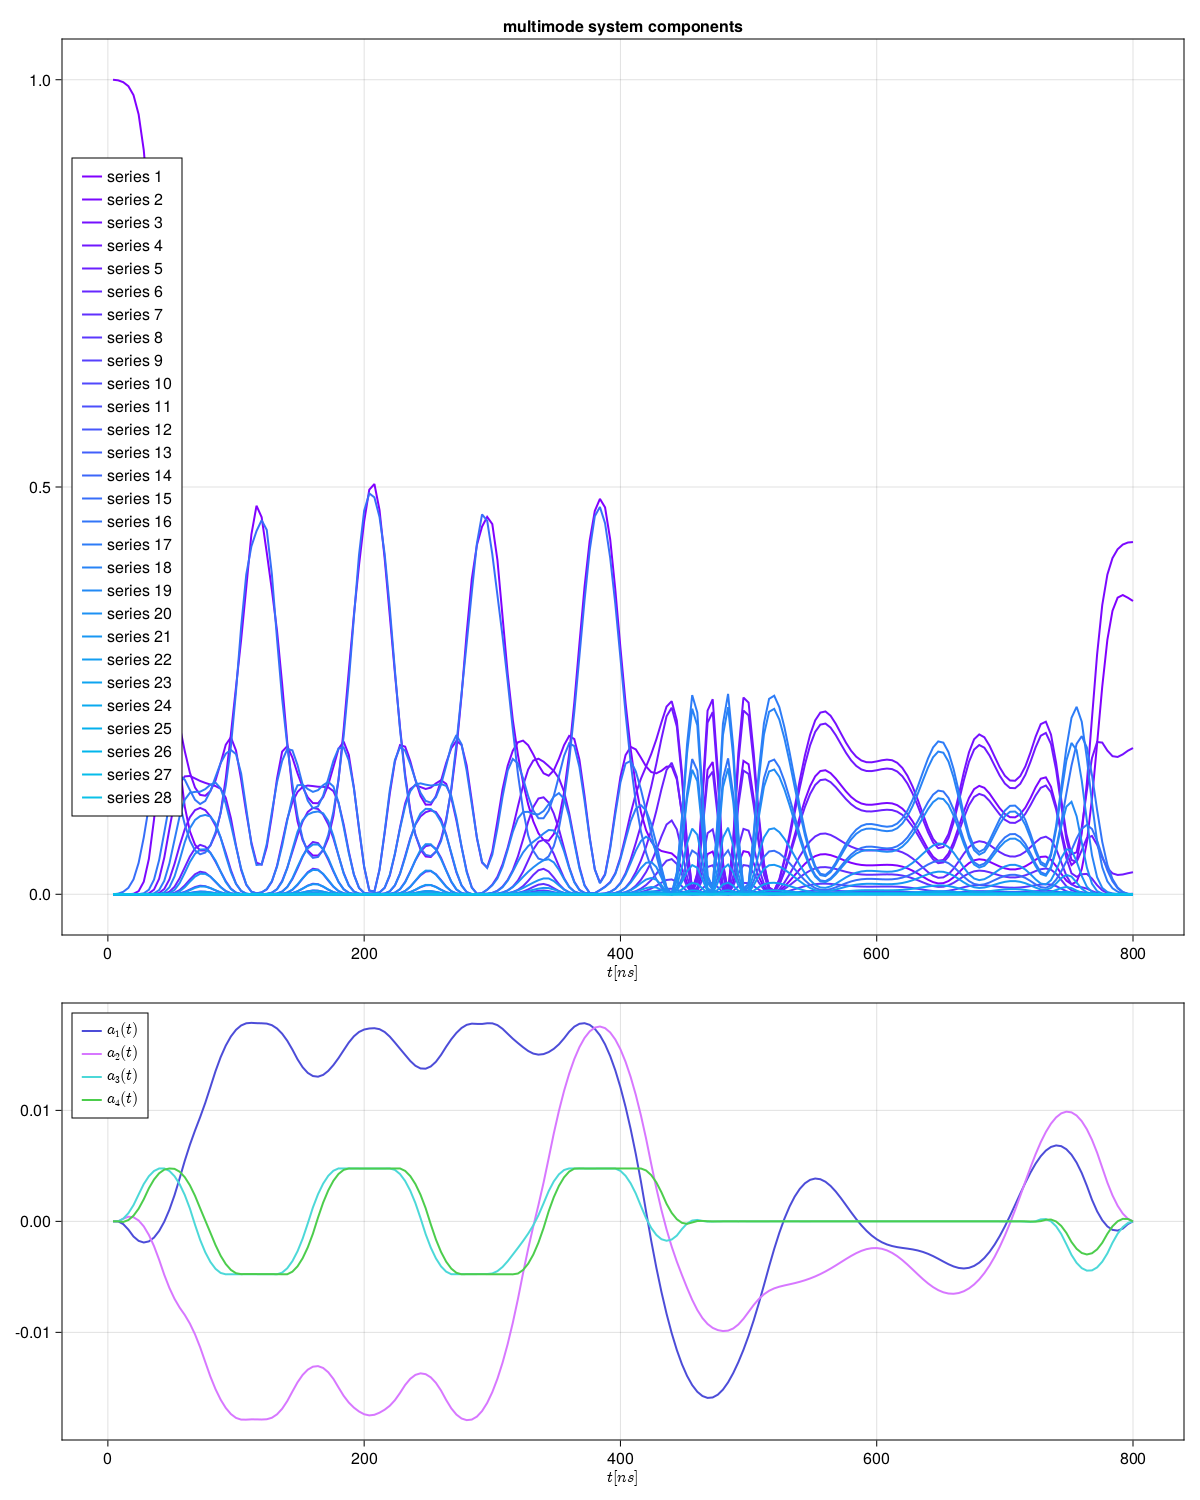 multimode system components
1.0
series 1
series 2
series 3
series 4
series 5
series 6
series 7
series 8
series 9
series 10
series 11
series 12
series 13
series 14
series 15
series 16
series 17
series 18
series 19
series 20
series 21
series 22
series 23
series 24
series 25
series 26
series 27
series 28
0.5
0.0
0 200 400 600 800
t[ns]
a₁(t)
a₂(t)
a₃(t)
a₄(t)
0.01
0.00
-0.01
0 200 400 600 800
t[ns]